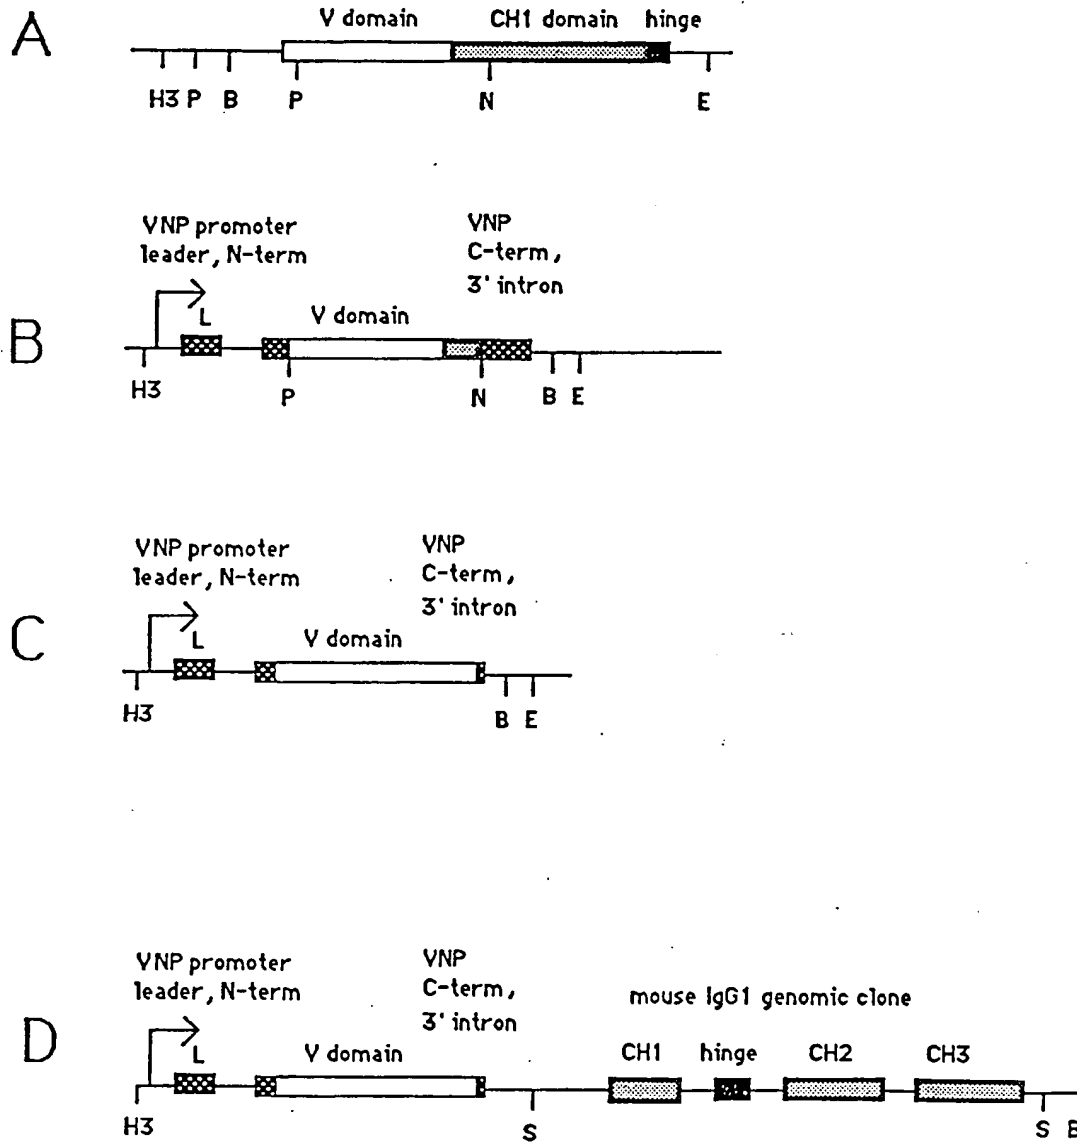 A
V domain CH1 domain hinge
H3 P B P N E
VNP promoter
leader, N-term
VNP
C-term,
3' intron
B
L
V domain
H3 P N B E
VNP promoter
leader, N-term
VNP
C-term,
3' intron
C
L
V domain
H3 B E
VNP promoter
leader, N-term
VNP
C-term,
3' intron
mouse IgG1 genomic clone
D
L
V domain CH1 hinge CH2 CH3
H3 S S B